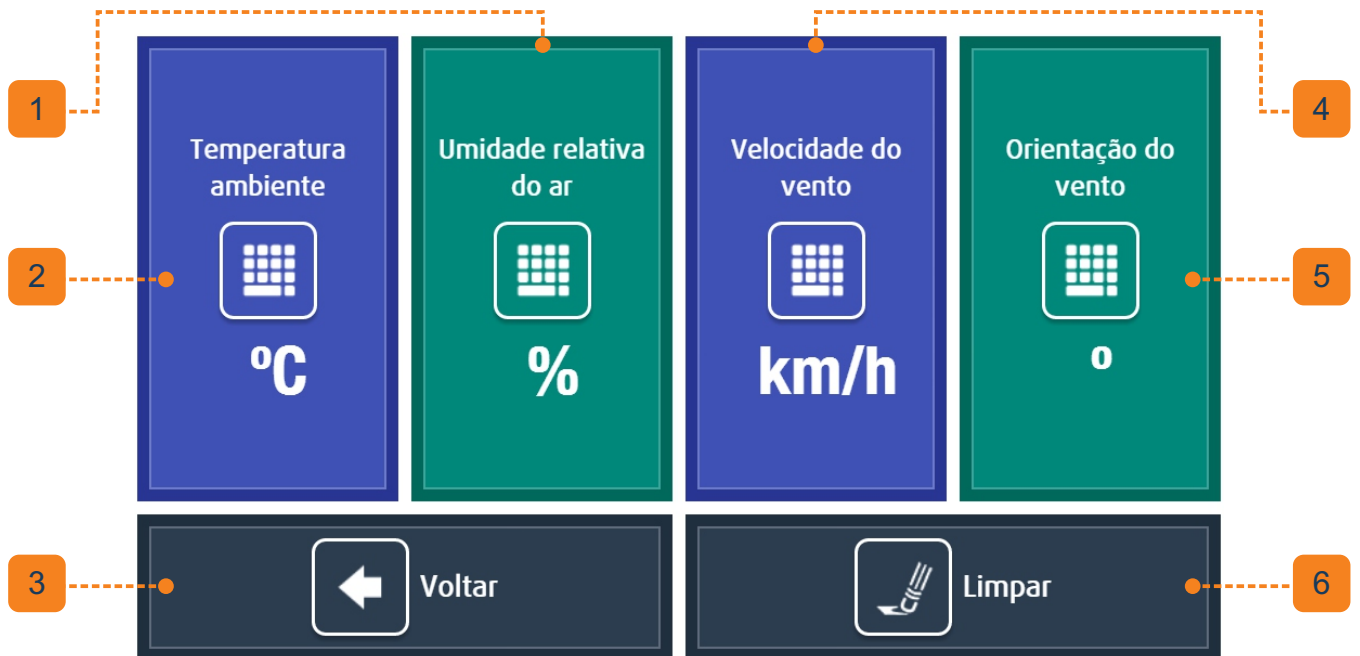 1
4
Temperatura
ambiente
ºC
Umidade relativa
do ar
%
Velocidade do
vento
km/h
Orientação do
vento
º
2
5
3
Voltar
Limpar
6